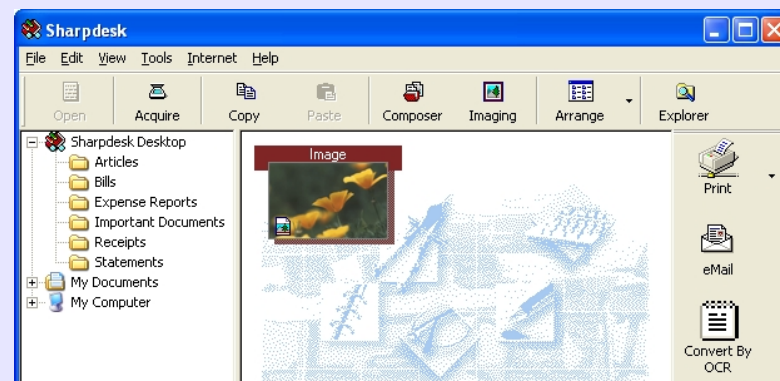 Sharpdesk
File Edit View Tools Internet Help
Open Acquire Copy Paste Composer Imaging Arrange Explorer
Sharpdesk Desktop
Articles
Bills
Expense Reports
Important Documents
Receipts
Statements
My Documents
My Computer
Image
Print
eMail
Convert By
OCR